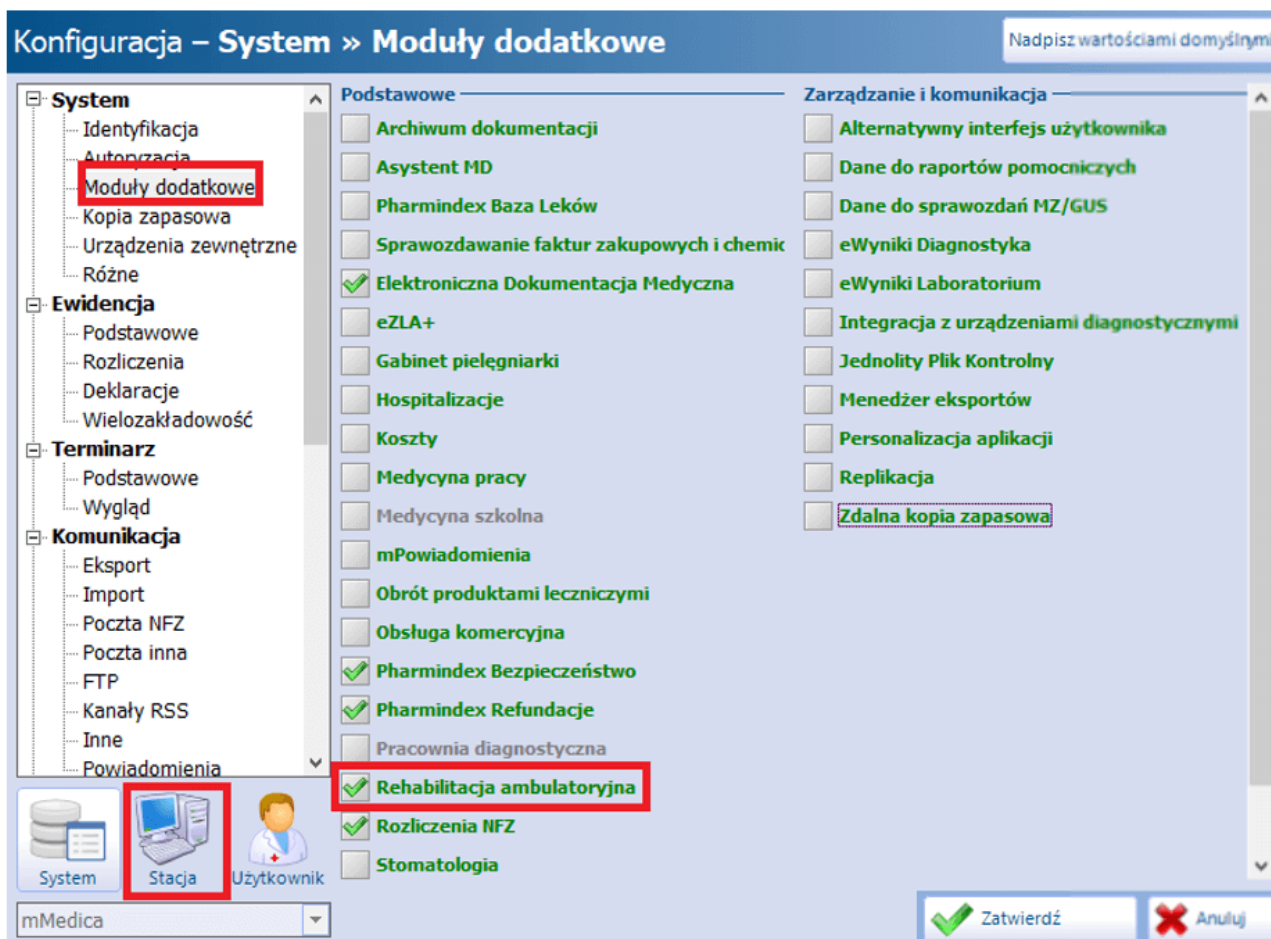 Konfiguracja – System » Moduły dodatkowe
Nadpisz wartościami domyślnymi
System
Identyfikacja
Autoryzacja
Moduły dodatkowe
Kopia zapasowa
Urządzenia zewnętrzne
Różne
Ewidencja
Podstawowe
Rozliczenia
Deklaracje
Wielozakładowość
Terminarz
Podstawowe
Wygląd
Komunikacja
Eksport
Import
Poczta NFZ
Poczta inna
FTP
Kanały RSS
Inne
Powiadomienia
System
Stacja
Użytkownik
mMedica
Podstawowe
Archiwum dokumentacji
Asystent MD
Pharmindex Baza Leków
Sprawozdawanie faktur zakupowych i chemic
Elektroniczna Dokumentacja Medyczna
eZLA+
Gabinet pielęgniarki
Hospitalizacje
Koszty
Medycyna pracy
Medycyna szkolna
mPowiadomienia
Obrót produktami leczniczymi
Obsługa komercyjna
Pharmindex Bezpieczeństwo
Pharmindex Refundacje
Pracownia diagnostyczna
Rehabilitacja ambulatoryjna
Rozliczenia NFZ
Stomatologia
Zarządzanie i komunikacja
Alternatywny interfejs użytkownika
Dane do raportów pomocniczych
Dane do sprawozdań MZ/GUS
eWyniki Diagnostyka
eWyniki Laboratorium
Integracja z urządzeniami diagnostycznymi
Jednolity Plik Kontrolny
Menedżer eksportów
Personalizacja aplikacji
Replikacja
Zdalna kopia zapasowa
Zatwierdź
Anuluj